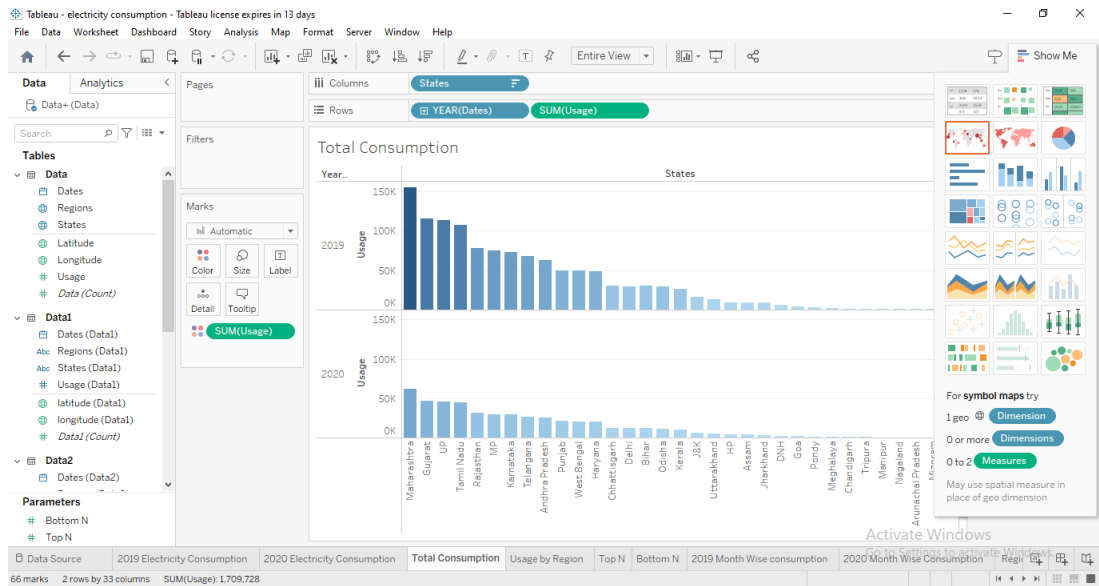 Tableau - electricity consumption - Tableau license expires in 13 days
File Data Worksheet Dashboard Story Analysis Map Format Server Window Help
Entire View
Show Me
Data Analytics
Data+ (Data)
Search
Tables
Data
Dates
Regions
States
Latitude
Longitude
Usage
Data (Count)
Data1
Dates (Data1)
Abc Regions (Data1)
Abc States (Data1)
Usage (Data1)
latitude (Data1)
longitude (Data1)
Data1 (Count)
Data2
Dates (Data2)
Parameters
Bottom N
Top N
Pages
Filters
Marks
Automatic
Color Size Label
Detail Tooltip
SUM(Usage)
Columns States
Rows YEAR(Dates) SUM(Usage)
Total Consumption
Year.. States
2019
Usage
150K
100K
50K
0K
2020
Usage
150K
100K
50K
0K
Maharashtra
Gujarat
UP
Tamil Nadu
Rajasthan
MP
Karnataka
Telangana
Andhra Pradesh
Punjab
West Bengal
Haryana
Chhattisgarh
Delhi
Bihar
Odisha
Kerala
J&K
Uttarakhand
HP
Assam
Jharkhand
DNH
Goa
Pondy
Meghalaya
Chandigarh
Tripura
Manipur
Nagaland
Arunachal Pradesh
For symbol maps try
1 geo Dimension
0 or more Dimensions
0 to 2 Measures
May use spatial measure in
place of geo dimension
Activate Windows
Go to Settings to activate Windows.
Data Source 2019 Electricity Consumption 2020 Electricity Consumption Total Consumption Usage by Region Top N Bottom N 2019 Month Wise consumption 2020 Month Wise Consumption Regi
66 marks 2 rows by 33 columns SUM(Usage): 1,709,728